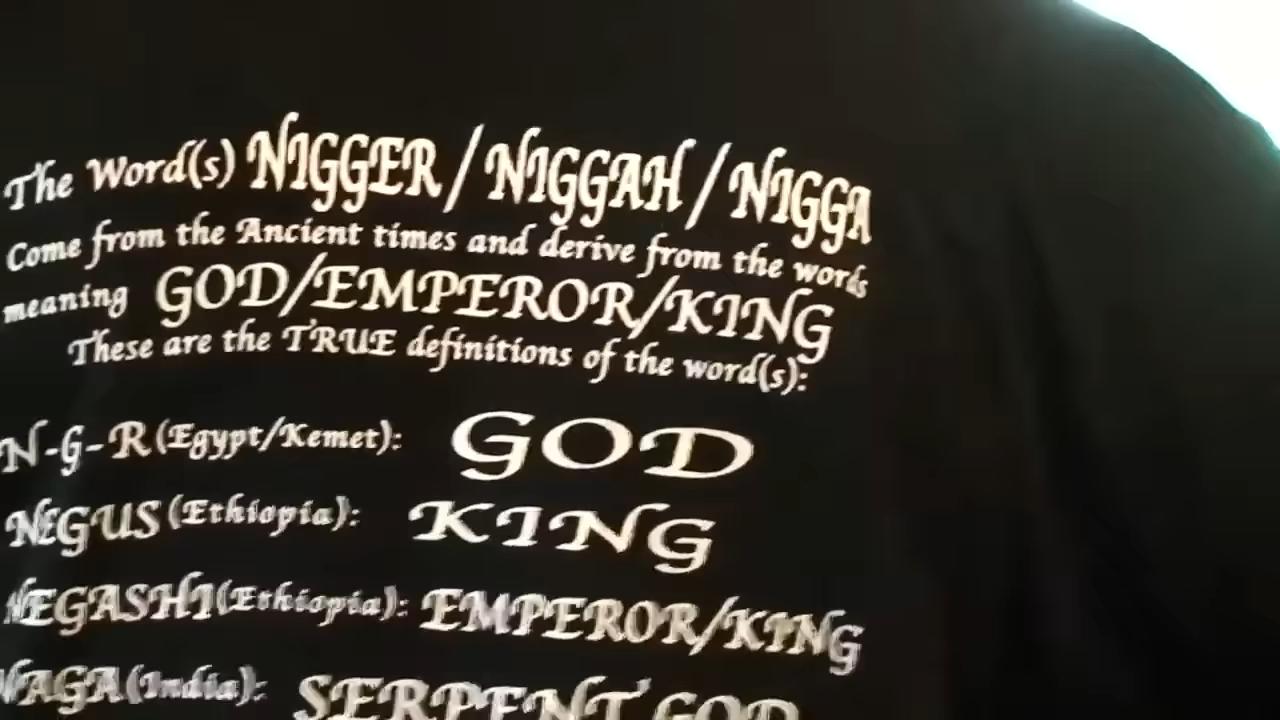 The Word(s) NIGGER / NIGGAH / NIGGA
Come from the Ancient times and derive from the words
meaning GOD/EMPEROR/KING
These are the TRUE definitions of the word(s):
N-G-R (Egypt/Kemet): GOD
NEGUS (Ethiopia): KING
NEGASHI (Ethiopia): EMPEROR/KING
NAGA (India): SERPENT GOD